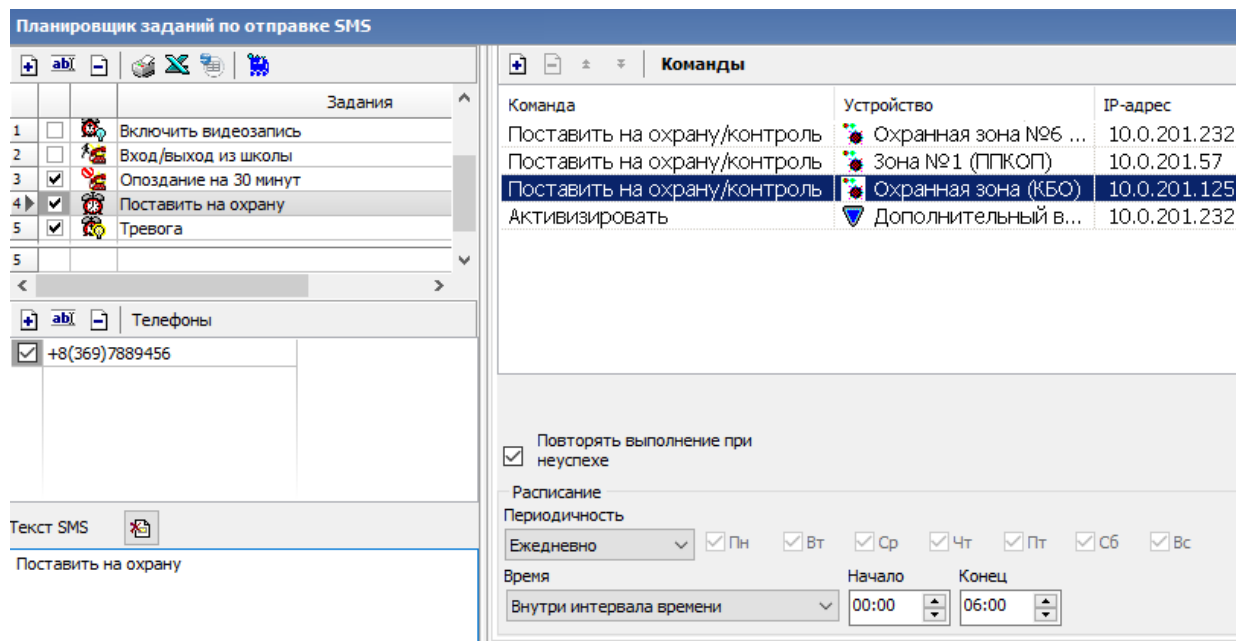 Планировщик заданий по отправке SMS
abI
Задания
1 Включить видеозапись
2 Вход/выход из школы
3 Опоздание на 30 минут
4 Поставить на охрану
5 Тревога
5
abI Телефоны
+8(369)7889456
Текст SMS
Поставить на охрану
Команды
Команда Устройство IP-адрес
Поставить на охрану/контроль Охранная зона №6 ... 10.0.201.232
Поставить на охрану/контроль Зона №1 (ППКОП) 10.0.201.57
Поставить на охрану/контроль Охранная зона (КБО) 10.0.201.125
Активизировать Дополнительный в... 10.0.201.232
Повторять выполнение при
неуспехе
Расписание
Периодичность
Ежедневно Пн Вт Ср Чт Пт Сб Вс
Время Начало Конец
Внутри интервала времени 00:00 06:00